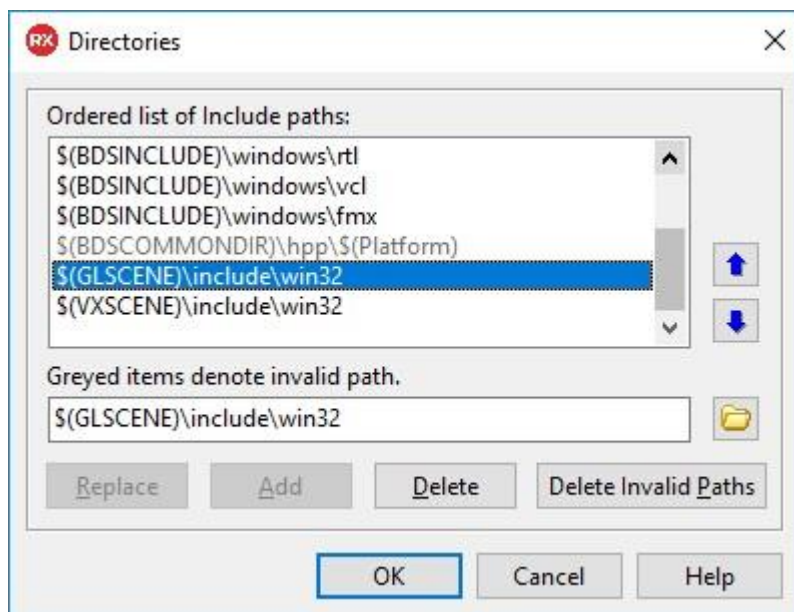 RX Directories
Ordered list of Include paths:
$(BDSINCLUDE)\windows\rtl
$(BDSINCLUDE)\windows\vcl
$(BDSINCLUDE)\windows\fmx
$(BDSCOMMONDIR)\hpp\$(Platform)
$(GLSCENE)\include\win32
$(VXSCENE)\include\win32
Greyed items denote invalid path.
$(GLSCENE)\include\win32
Replace Add Delete Delete Invalid Paths
OK Cancel Help